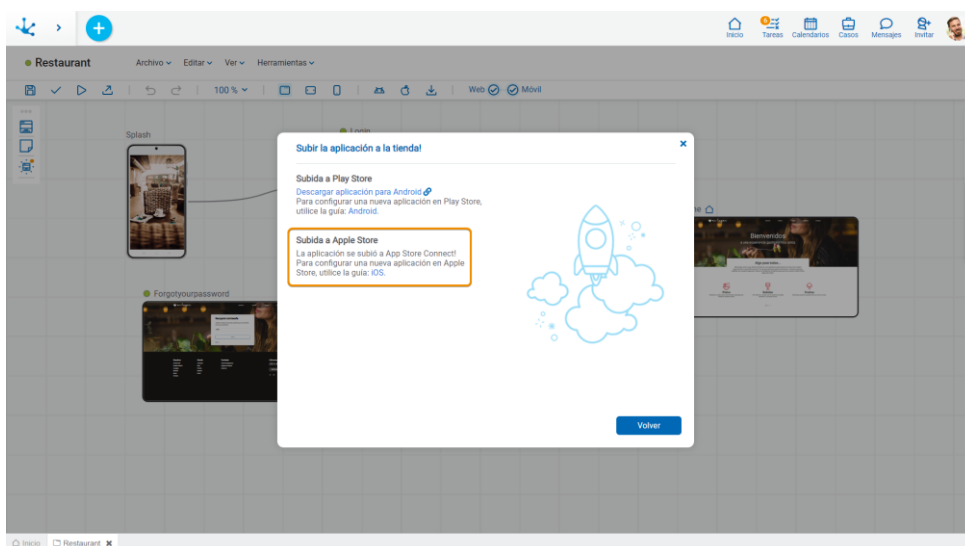 Inicio
6
Tareas
Calendarios
Casos
Mensajes
Invitar
Restaurant
Archivo
Editar
Ver
Herramientas
100 %
Web
Móvil
Splash
Login
Subir la aplicación a la tienda!
Subida a Play Store
Descargar aplicación para Android
Para configurar una nueva aplicación en Play Store,
utilice la guía: Android.
Subida a Apple Store
La aplicación se subió a App Store Connect!
Para configurar una nueva aplicación en Apple
Store, utilice la guía: iOS.
Bienvenidos
Forgotyourpassword
Volver
Inicio
Restaurant